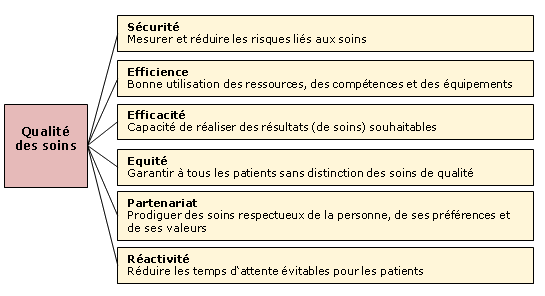 Qualité
des soins
Sécurité
Mesurer et réduire les risques liés aux soins
Efficience
Bonne utilisation des ressources, des compétences et des équipements
Efficacité
Capacité de réaliser des résultats (de soins) souhaitables
Equité
Garantir à tous les patients sans distinction des soins de qualité
Partenariat
Prodiguer des soins respectueux de la personne, de ses préférences et
de ses valeurs
Réactivité
Réduire les temps d`attente évitables pour les patients